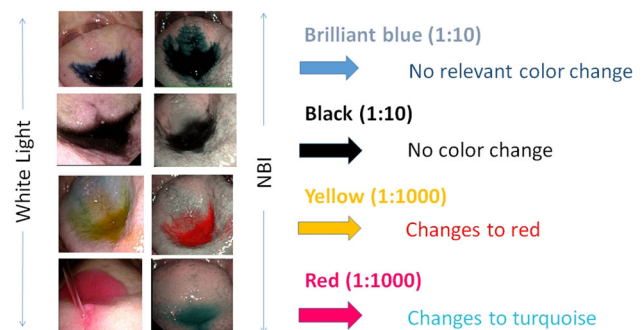 White Light
NBI
Brilliant blue (1:10)
No relevant color change
Black (1:10)
No color change
Yellow (1:1000)
Changes to red
Red (1:1000)
Changes to turquoise